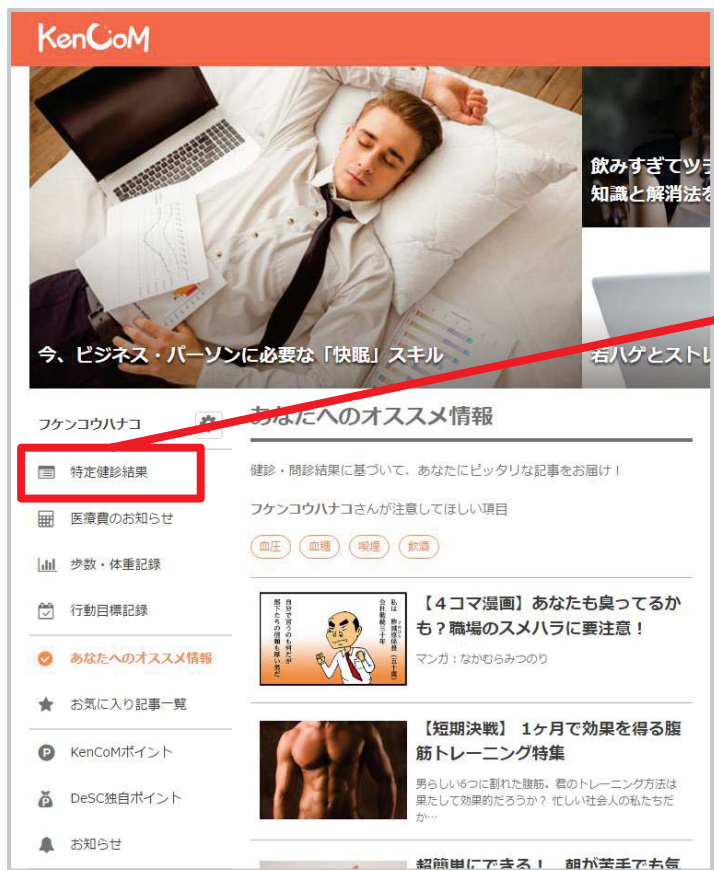 KenCoM
飲みすぎてツラ
知識と解消法を
今、ビジネス・パーソンに必要な「快眠」スキル
若ハゲとストレ
フケンコウハナコ
あなたへのオススメ情報
特定健診結果
健診・問診結果に基づいて、あなたにピッタリな記事をお届け！
医療費のお知らせ
フケンコウハナコさんが注意してほしい項目
血圧 血糖 喫煙 飲酒
歩数・体重記録
行動目標記録
あなたへのオススメ情報
お気に入り記事一覧
KenCoMポイント
DeSC独自ポイント
お知らせ
【４コマ漫画】あなたも臭ってるか
も？職場のスメハラに要注意！
マンガ：なかむらみつのり
【短期決戦】 1ヶ月で効果を得る腹
筋トレーニング特集
男らしい6つに割れた腹筋。君のトレーニング方法は
果たして効果的だろうか？ 忙しい社会人の私たちだ
か…
超簡単にできる！ 朝が苦手でも気